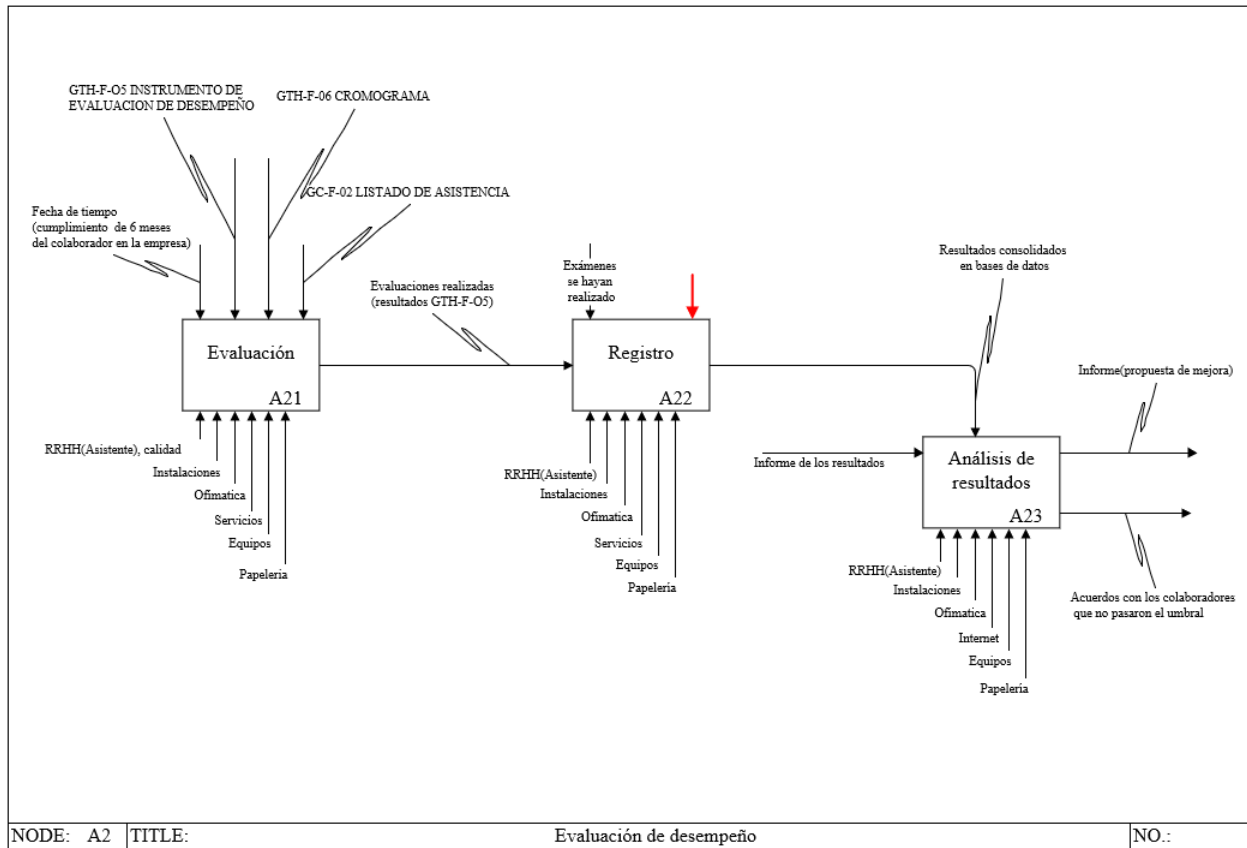 GTH-F-O5 INSTRUMENTO DE
EVALUACION DE DESEMPEÑO
GTH-F-06 CROMOGRAMA
GC-F-02 LISTADO DE ASISTENCIA
Fecha de tiempo
(cumplimiento de 6 meses
del colaborador en la empresa)
Evaluación
A21
RRHH(Asistente), calidad
Instalaciones
Ofimatica
Servicios
Equipos
Papeleria
Evaluaciones realizadas
(resultados GTH-F-O5)
Exámenes
se hayan
realizado
Registro
A22
RRHH(Asistente)
Instalaciones
Ofimatica
Servicios
Equipos
Papelería
Resultados consolidados
en bases de datos
Informe de los resultados
Análisis de
resultados
A23
RRHH(Asistente)
Instalaciones
Ofimatica
Internet
Equipos
Papelería
Informe(propuesta de mejora)
Acuerdos con los colaboradores
que no pasaron el umbral
NODE: A2 TITLE: Evaluación de desempeño NO.: